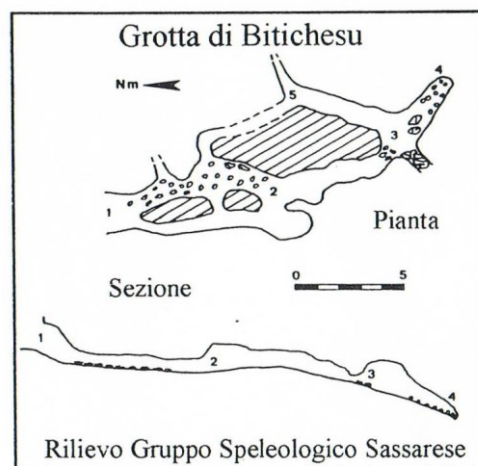 Grotta di Bitichesu
Nm
4
5
3
2
1
Pianta
Sezione
0 5
1
2
3
4
Rilievo Gruppo Speleologico Sassarese